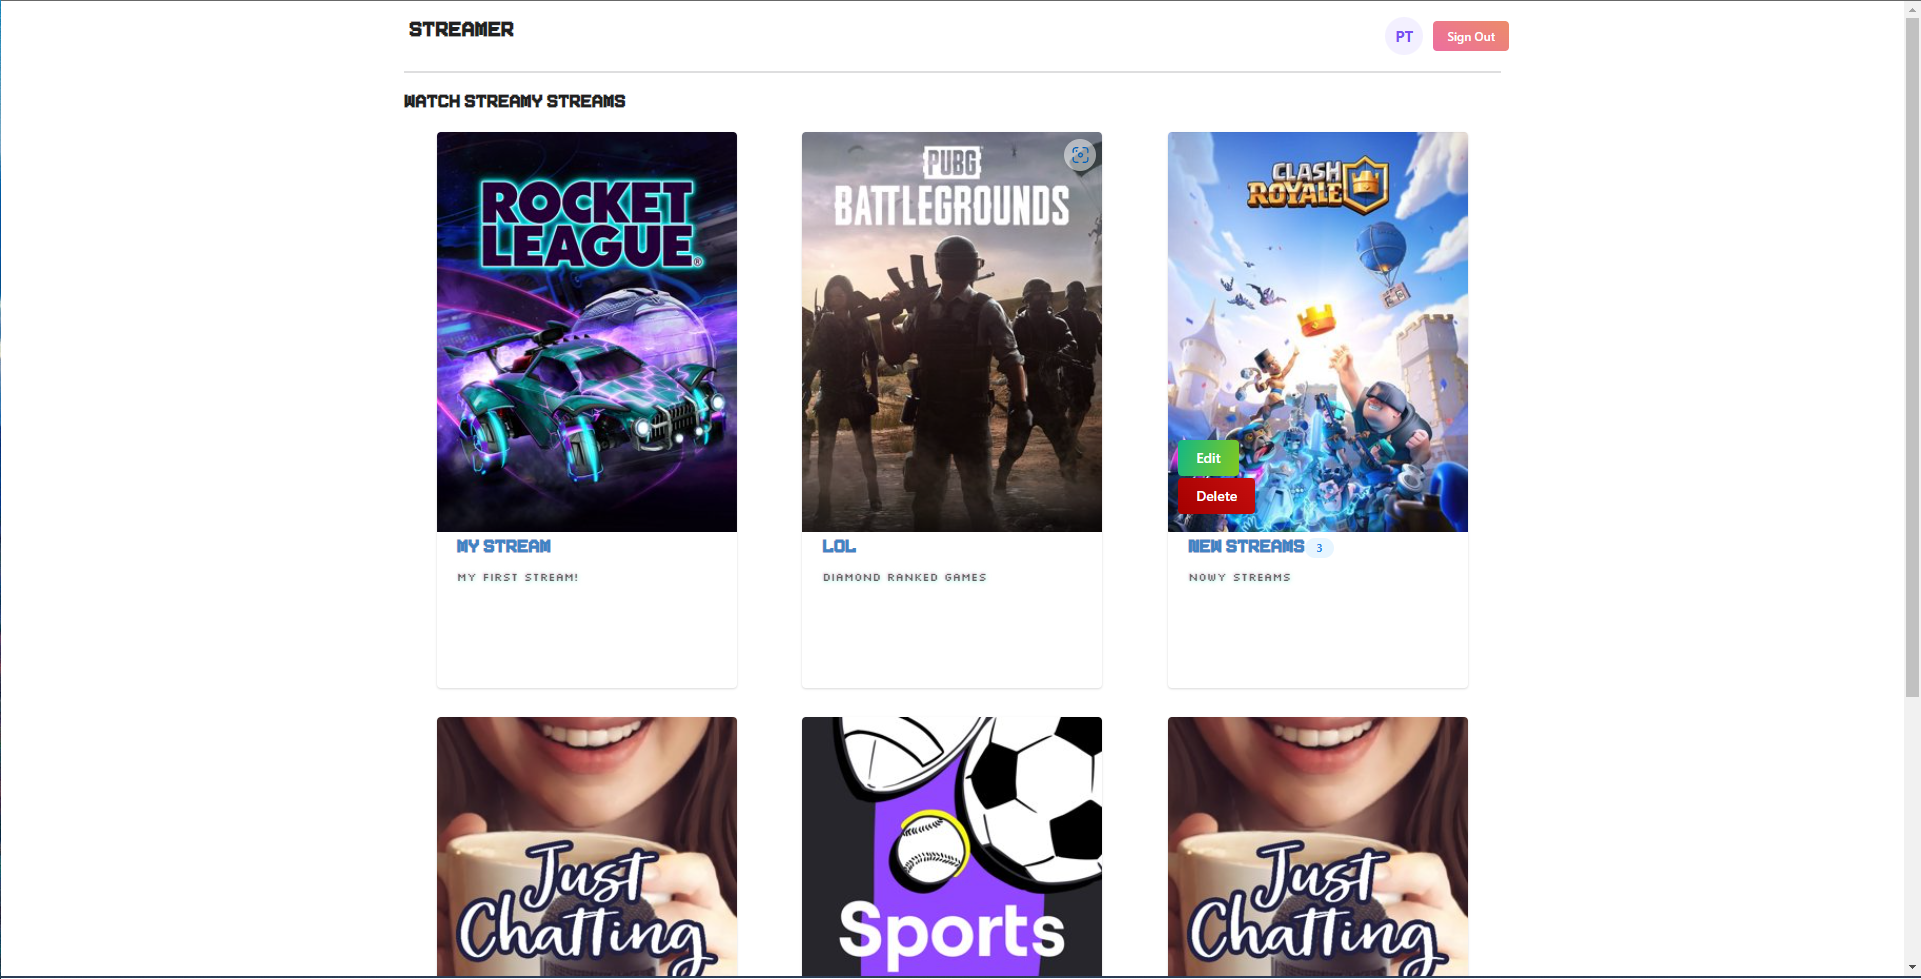 STREAMER
PT
Sign Out
WATCH STREAMY STREAMS
ROCKET
LEAGUE®
PUBG
BATTLEGROUNDS
CLASH
ROYALE
Edit
Delete
MY STREAM
MY FIRST STREAM!
LOL
DIAMOND RANKED GAMES
NEW STREAMS 3
NOWY STREAMS
Just
Chatting
Sports
Just
Chatting